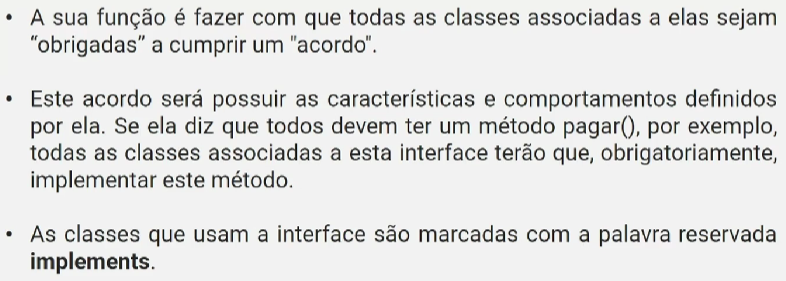 • A sua função é fazer com que todas as classes associadas a elas sejam
“obrigadas” a cumprir um "acordo".
• Este acordo será possuir as características e comportamentos definidos
por ela. Se ela diz que todos devem ter um método pagar(), por exemplo,
todas as classes associadas a esta interface terão que, obrigatoriamente,
implementar este método.
• As classes que usam a interface são marcadas com a palavra reservada
implements.